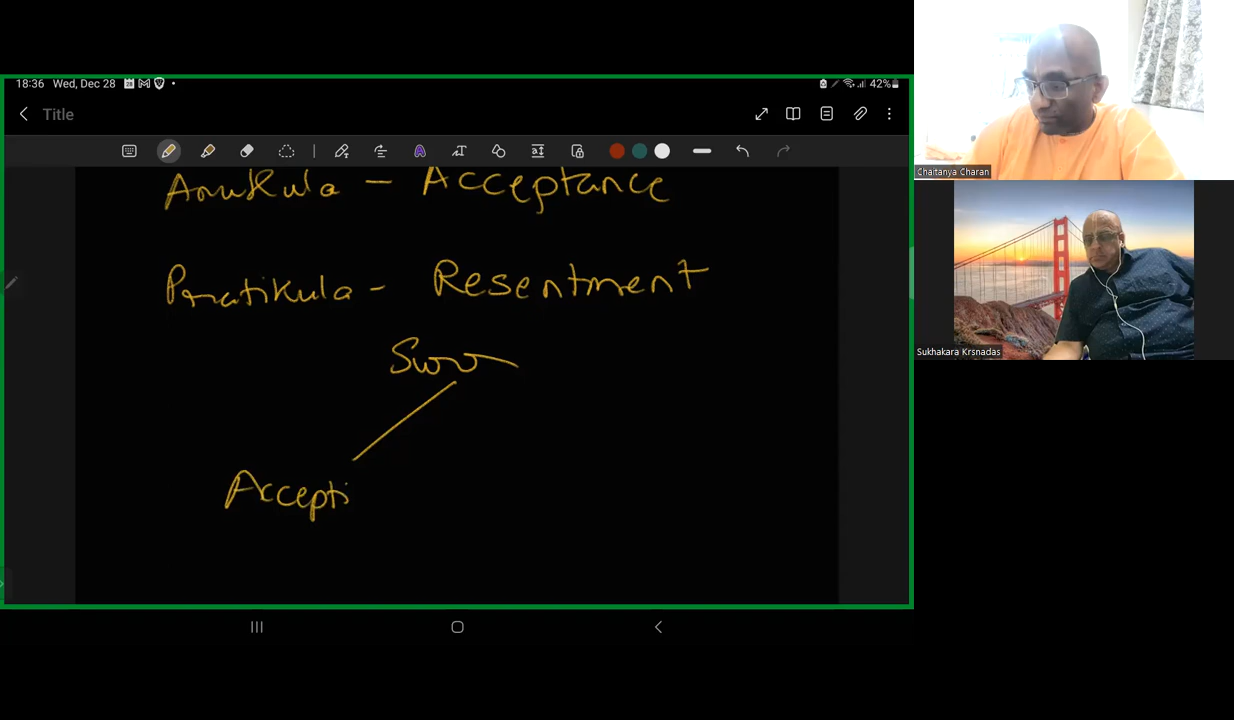 18:36 Wed, Dec 28
42%
Title
Anukula - Acceptance
Pratikula - Resentment
Accepti
Chaitanya Charan
Sukhakara Krsnadas